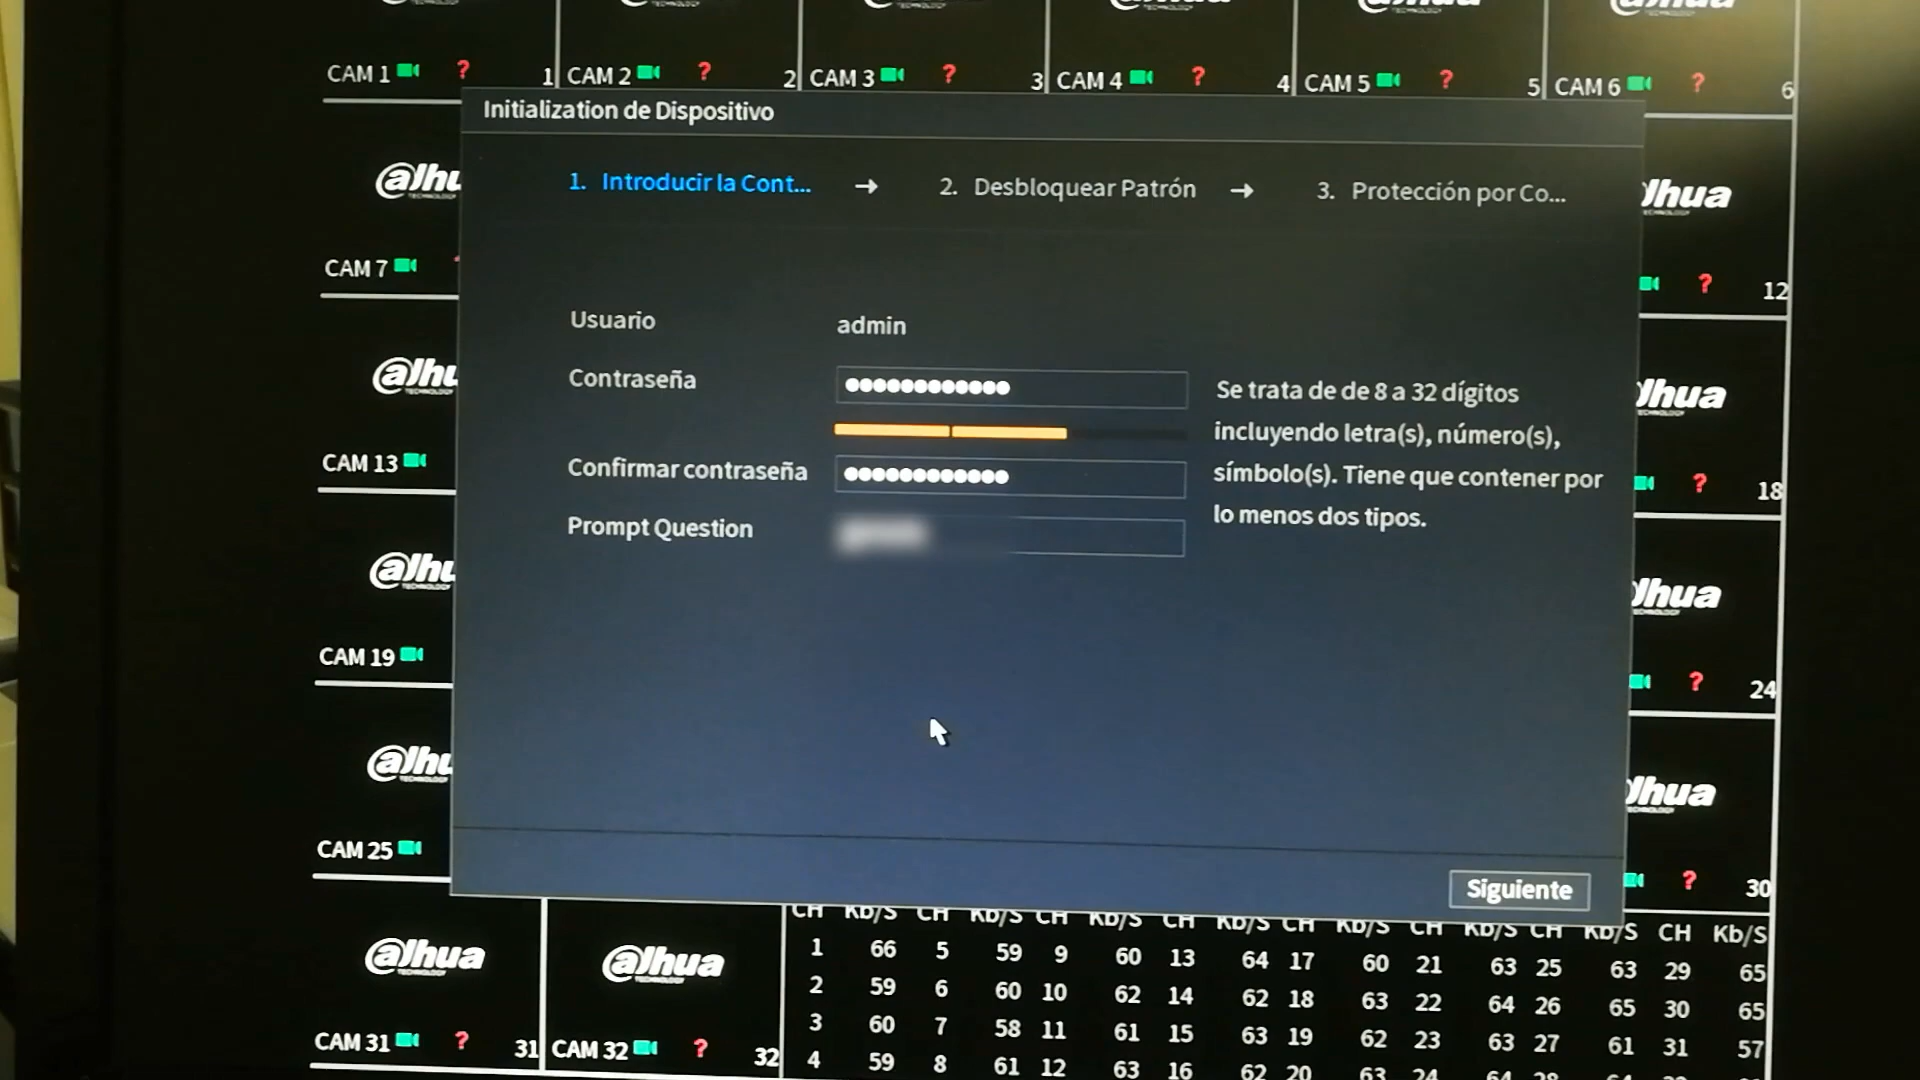 CAM 1 ? 1 CAM 2 ? 2 CAM 3 ? 3 CAM 4 ? 4 CAM 5 ? 5 CAM 6 ? 6
Initialization de Dispositivo
1. Introducir la Cont... → 2. Desbloquear Patrón → 3. Protección por Co...
alhua
TECHNOLOGY
CAM 7
? 12
Usuario admin
Contraseña
Se trata de de 8 a 32 dígitos
incluyendo letra(s), número(s),
símbolo(s). Tiene que contener por
lo menos dos tipos.
Confirmar contraseña
Prompt Question
CAM 13
? 18
CAM 19
? 24
CAM 25
? 30
Siguiente
CH Kb/S CH Kb/S CH Kb/S CH Kb/S CH Kb/S CH Kb/S CH Kb/S CH Kb/S
1 66 5 59 9 60 13 64 17 60 21 63 25 63 29 65
2 59 6 60 10 62 14 62 18 63 22 64 26 65 30 65
3 60 7 58 11 61 15 63 19 62 23 63 27 61 31 57
4 59 8 61 12 63 16 62 20 63 24 64 28
alhua
TECHNOLOGY
alhua
TECHNOLOGY
CAM 31 ? 31 CAM 32 ? 32